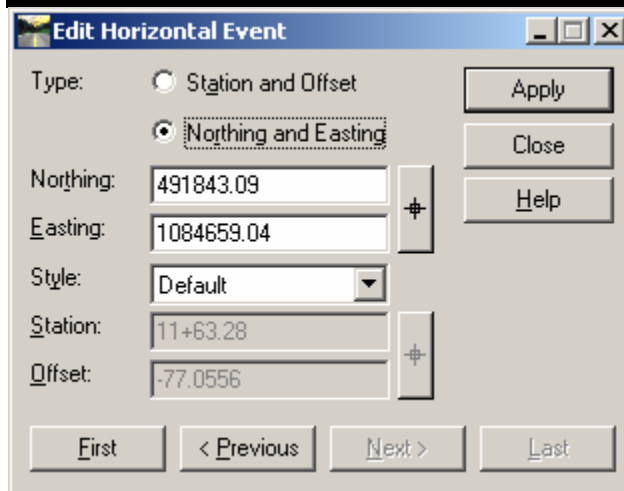 Edit Horizontal Event
Type:
Station and Offset
Apply
Northing and Easting
Close
Northing:
491843.09
Help
Easting:
1084659.04
Style:
Default
Station:
11+63.28
Offset:
-77.0556
First
< Previous
Next >
Last